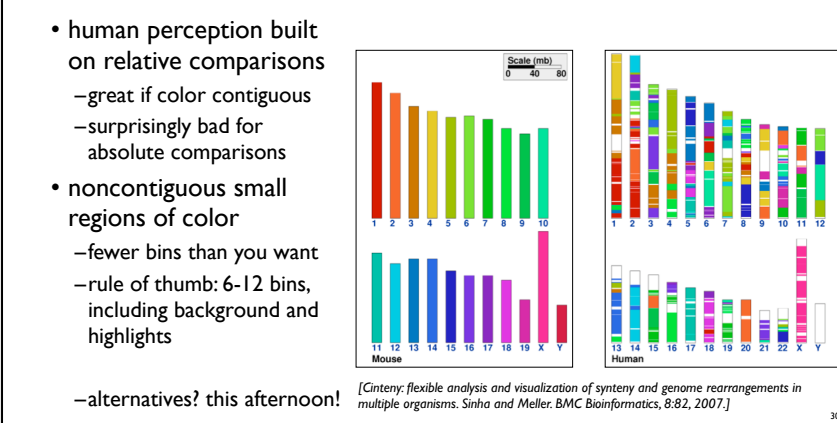 • human perception built
on relative comparisons
–great if color contiguous
–surprisingly bad for
absolute comparisons
• noncontiguous small
regions of color
–fewer bins than you want
–rule of thumb: 6-12 bins,
including background and
highlights
–alternatives? this afternoon!
Scale (mb)
0 40 80
1 2 3 4 5 6 7 8 9 10
11 12 13 14 15 16 17 18 19 X Y
Mouse
1 2 3 4 5 6 7 8 9 10 11 12
13 14 15 16 17 18 19 20 21 22 X Y
Human
[Cinteny: flexible analysis and visualization of synteny and genome rearrangements in
multiple organisms. Sinha and Meller. BMC Bioinformatics, 8:82, 2007.]